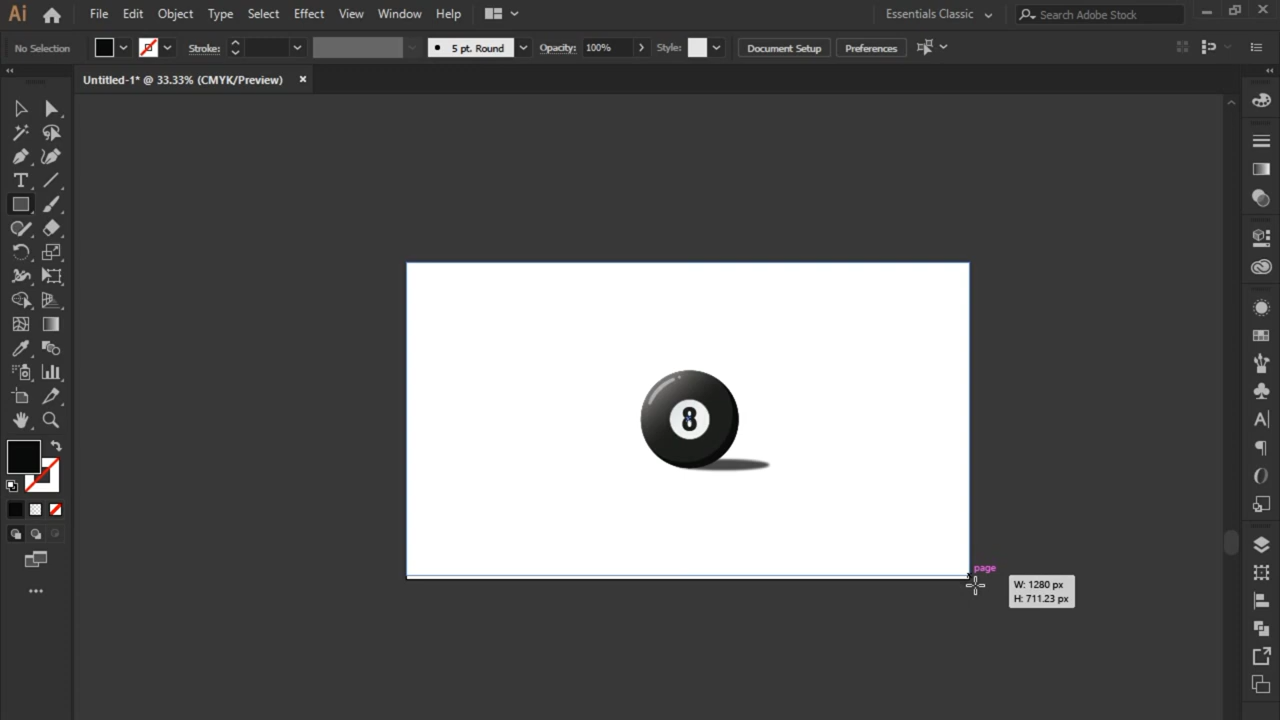 Ai File Edit Object Type Select Effect View Window Help Essentials Classic Search Adobe Stock
No Selection Stroke: 5 pt. Round Opacity: 100% Style: Document Setup Preferences
Untitled-1* @ 33.33% (CMYK/Preview)
8
page
W: 1280 px
H: 711.23 px